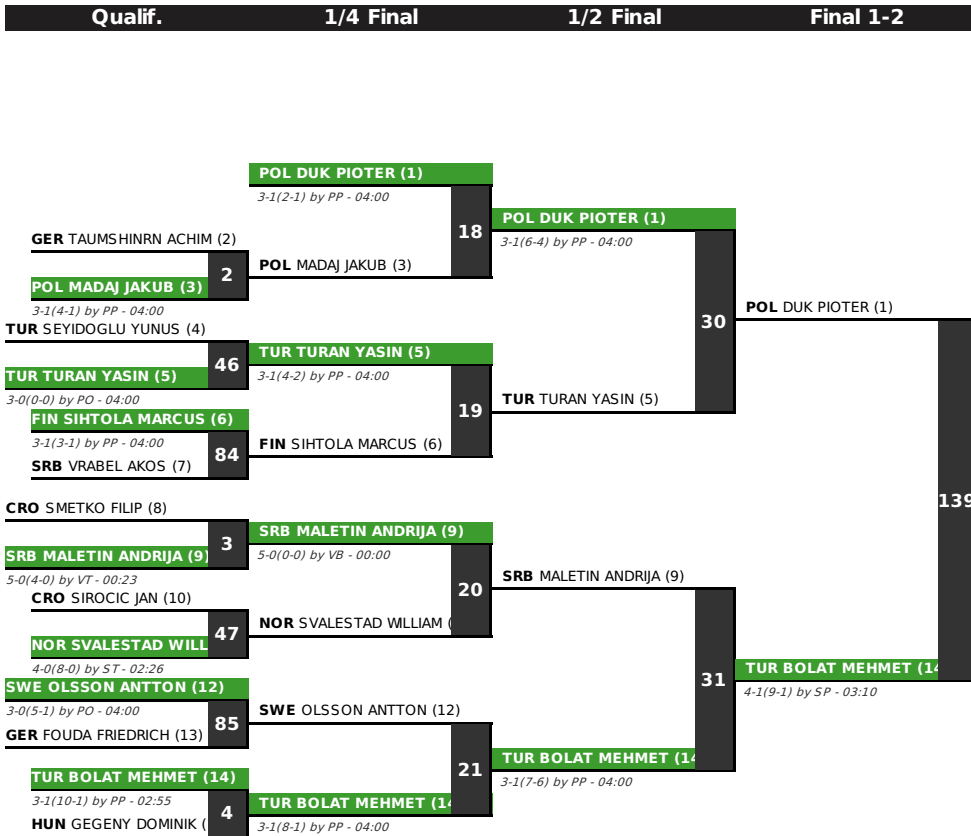 Qualif. 1/4 Final 1/2 Final Final 1-2
POL DUK PIOTER (1)
3-1(2-1) by PP - 04:00
18
POL DUK PIOTER (1)
3-1(6-4) by PP - 04:00
GER TAUMSHINRN ACHIM (2)
2
POL MADAJ JAKUB (3)
POL MADAJ JAKUB (3)
3-1(4-1) by PP - 04:00
30
POL DUK PIOTER (1)
TUR SEYIDOGLU YUNUS (4)
46
TUR TURAN YASIN (5)
TUR TURAN YASIN (5)
3-1(4-2) by PP - 04:00
3-0(0-0) by PO - 04:00
19
TUR TURAN YASIN (5)
FIN SIHTOLA MARCUS (6)
3-1(3-1) by PP - 04:00
84
FIN SIHTOLA MARCUS (6)
SRB VRABEL AKOS (7)
139
CRO SMETKO FILIP (8)
3
SRB MALETIN ANDRIJA (9)
SRB MALETIN ANDRIJA (9)
5-0(0-0) by VB - 00:00
5-0(4-0) by VT - 00:23
20
SRB MALETIN ANDRIJA (9)
CRO SIROCIC JAN (10)
47
NOR SVALESTAD WILLIAM (
NOR SVALESTAD WILL
4-0(8-0) by ST - 02:26
31
TUR BOLAT MEHMET (14
4-1(9-1) by SP - 03:10
SWE OLSSON ANTTON (12)
3-0(5-1) by PO - 04:00
85
SWE OLSSON ANTTON (12)
GER FOUDA FRIEDRICH (13)
21
TUR BOLAT MEHMET (14
3-1(7-6) by PP - 04:00
TUR BOLAT MEHMET (14)
3-1(10-1) by PP - 02:55
4
TUR BOLAT MEHMET (14
HUN GEGENY DOMINIK (
3-1(8-1) by PP - 04:00